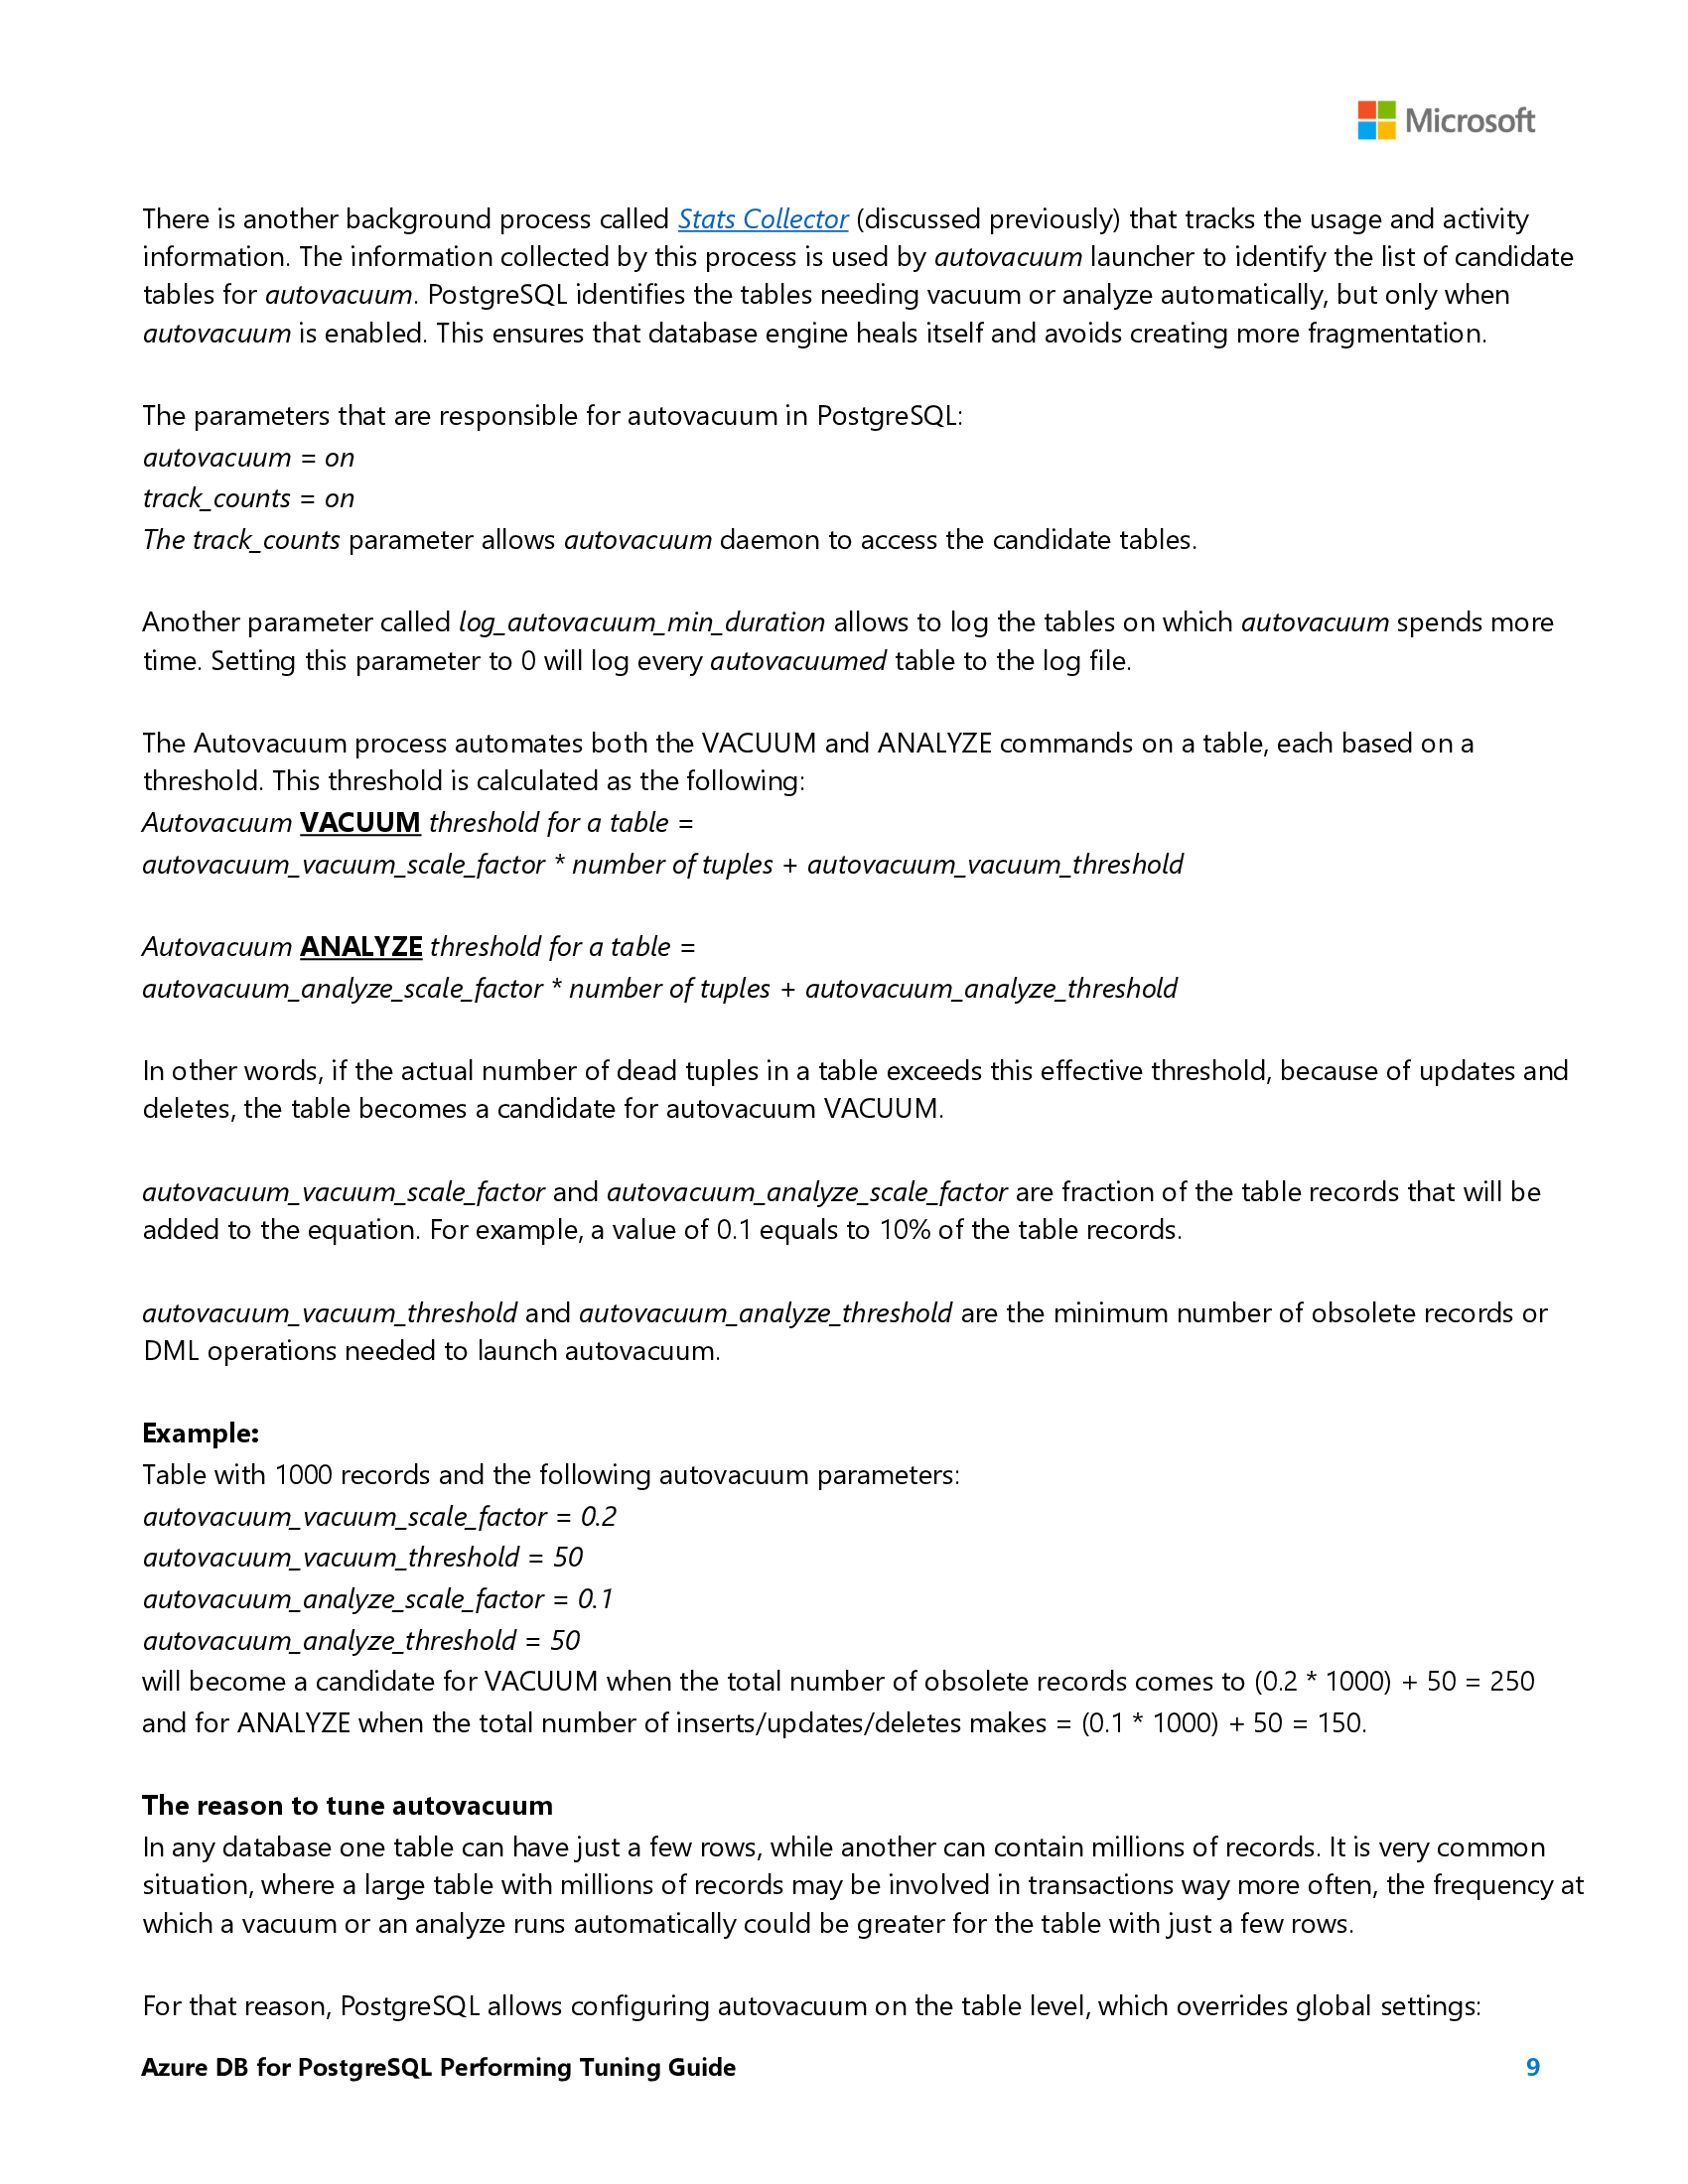 Microsoft
There is another background process called Stats Collector (discussed previously) that tracks the usage and activity
information. The information collected by this process is used by autovacuum launcher to identify the list of candidate
tables for autovacuum. PostgreSQL identifies the tables needing vacuum or analyze automatically, but only when
autovacuum is enabled. This ensures that database engine heals itself and avoids creating more fragmentation.
The parameters that are responsible for autovacuum in PostgreSQL:
autovacuum = on
track_counts = on
The track_counts parameter allows autovacuum daemon to access the candidate tables.
Another parameter called log_autovacuum_min_duration allows to log the tables on which autovacuum spends more
time. Setting this parameter to 0 will log every autovacuumed table to the log file.
The Autovacuum process automates both the VACUUM and ANALYZE commands on a table, each based on a
threshold. This threshold is calculated as the following:
Autovacuum VACUUM threshold for a table =
autovacuum_vacuum_scale_factor * number of tuples + autovacuum_vacuum_threshold
Autovacuum ANALYZE threshold for a table =
autovacuum_analyze_scale_factor * number of tuples + autovacuum_analyze_threshold
In other words, if the actual number of dead tuples in a table exceeds this effective threshold, because of updates and
deletes, the table becomes a candidate for autovacuum VACUUM.
autovacuum_vacuum_scale_factor and autovacuum_analyze_scale_factor are fraction of the table records that will be
added to the equation. For example, a value of 0.1 equals to 10% of the table records.
autovacuum_vacuum_threshold and autovacuum_analyze_threshold are the minimum number of obsolete records or
DML operations needed to launch autovacuum.
Example:
Table with 1000 records and the following autovacuum parameters:
autovacuum_vacuum_scale_factor = 0.2
autovacuum_vacuum_threshold = 50
autovacuum_analyze_scale_factor = 0.1
autovacuum_analyze_threshold = 50
will become a candidate for VACUUM when the total number of obsolete records comes to (0.2 * 1000) + 50 = 250
and for ANALYZE when the total number of inserts/updates/deletes makes = (0.1 * 1000) + 50 = 150.
The reason to tune autovacuum
In any database one table can have just a few rows, while another can contain millions of records. It is very common
situation, where a large table with millions of records may be involved in transactions way more often, the frequency at
which a vacuum or an analyze runs automatically could be greater for the table with just a few rows.
For that reason, PostgreSQL allows configuring autovacuum on the table level, which overrides global settings:
Azure DB for PostgreSQL Performing Tuning Guide 9